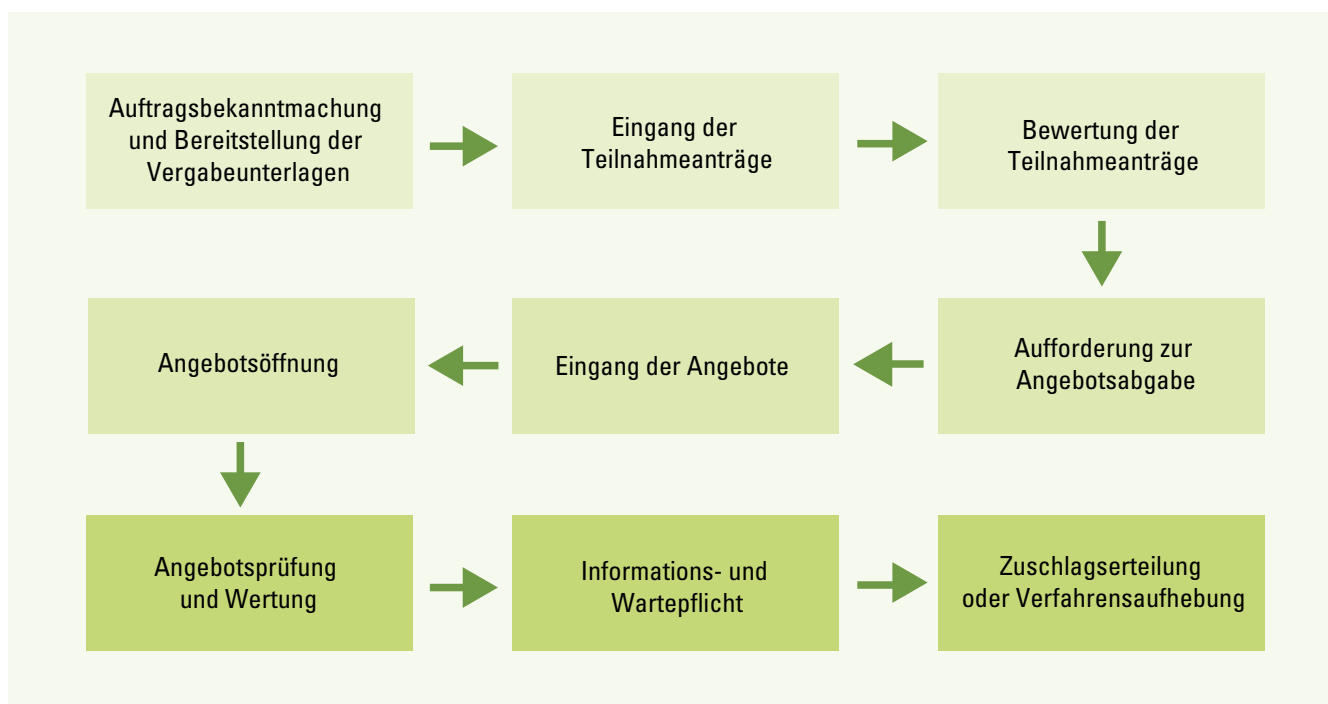 Auftragsbekanntmachung
und Bereitstellung der
Vergabeunterlagen
Eingang der
Teilnahmeanträge
Bewertung der
Teilnahmeanträge
Aufforderung zur
Angebotsabgabe
Eingang der Angebote
Angebotsöffnung
Angebotsprüfung
und Wertung
Informations- und
Wartepflicht
Zuschlagserteilung
oder Verfahrensaufhebung